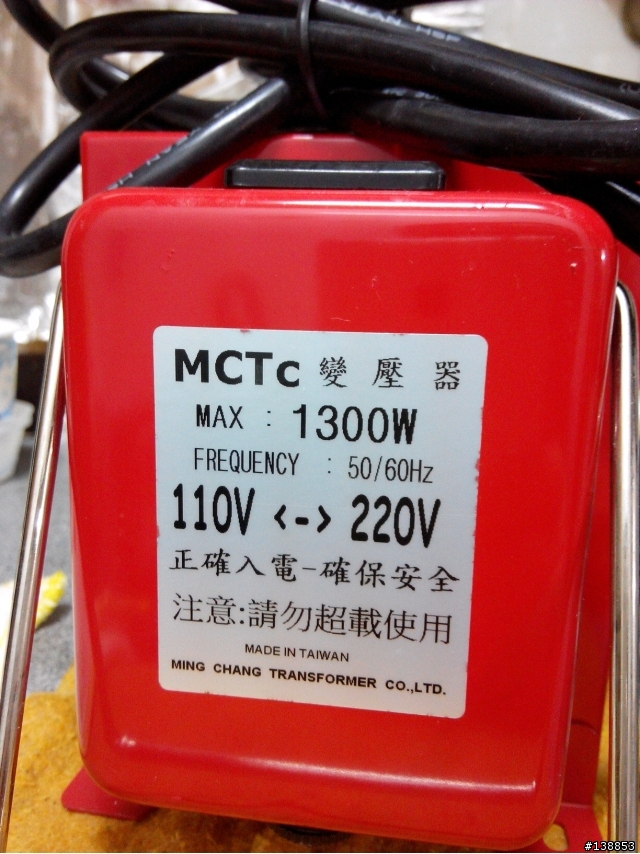 MCTc 變壓器
MAX : 1300W
FREQUENCY : 50/60Hz
110V <-> 220V
正確入電-確保安全
注意:請勿超載使用
MADE IN TAIWAN
MING CHANG TRANSFORMER CO.,LTD.
#138853